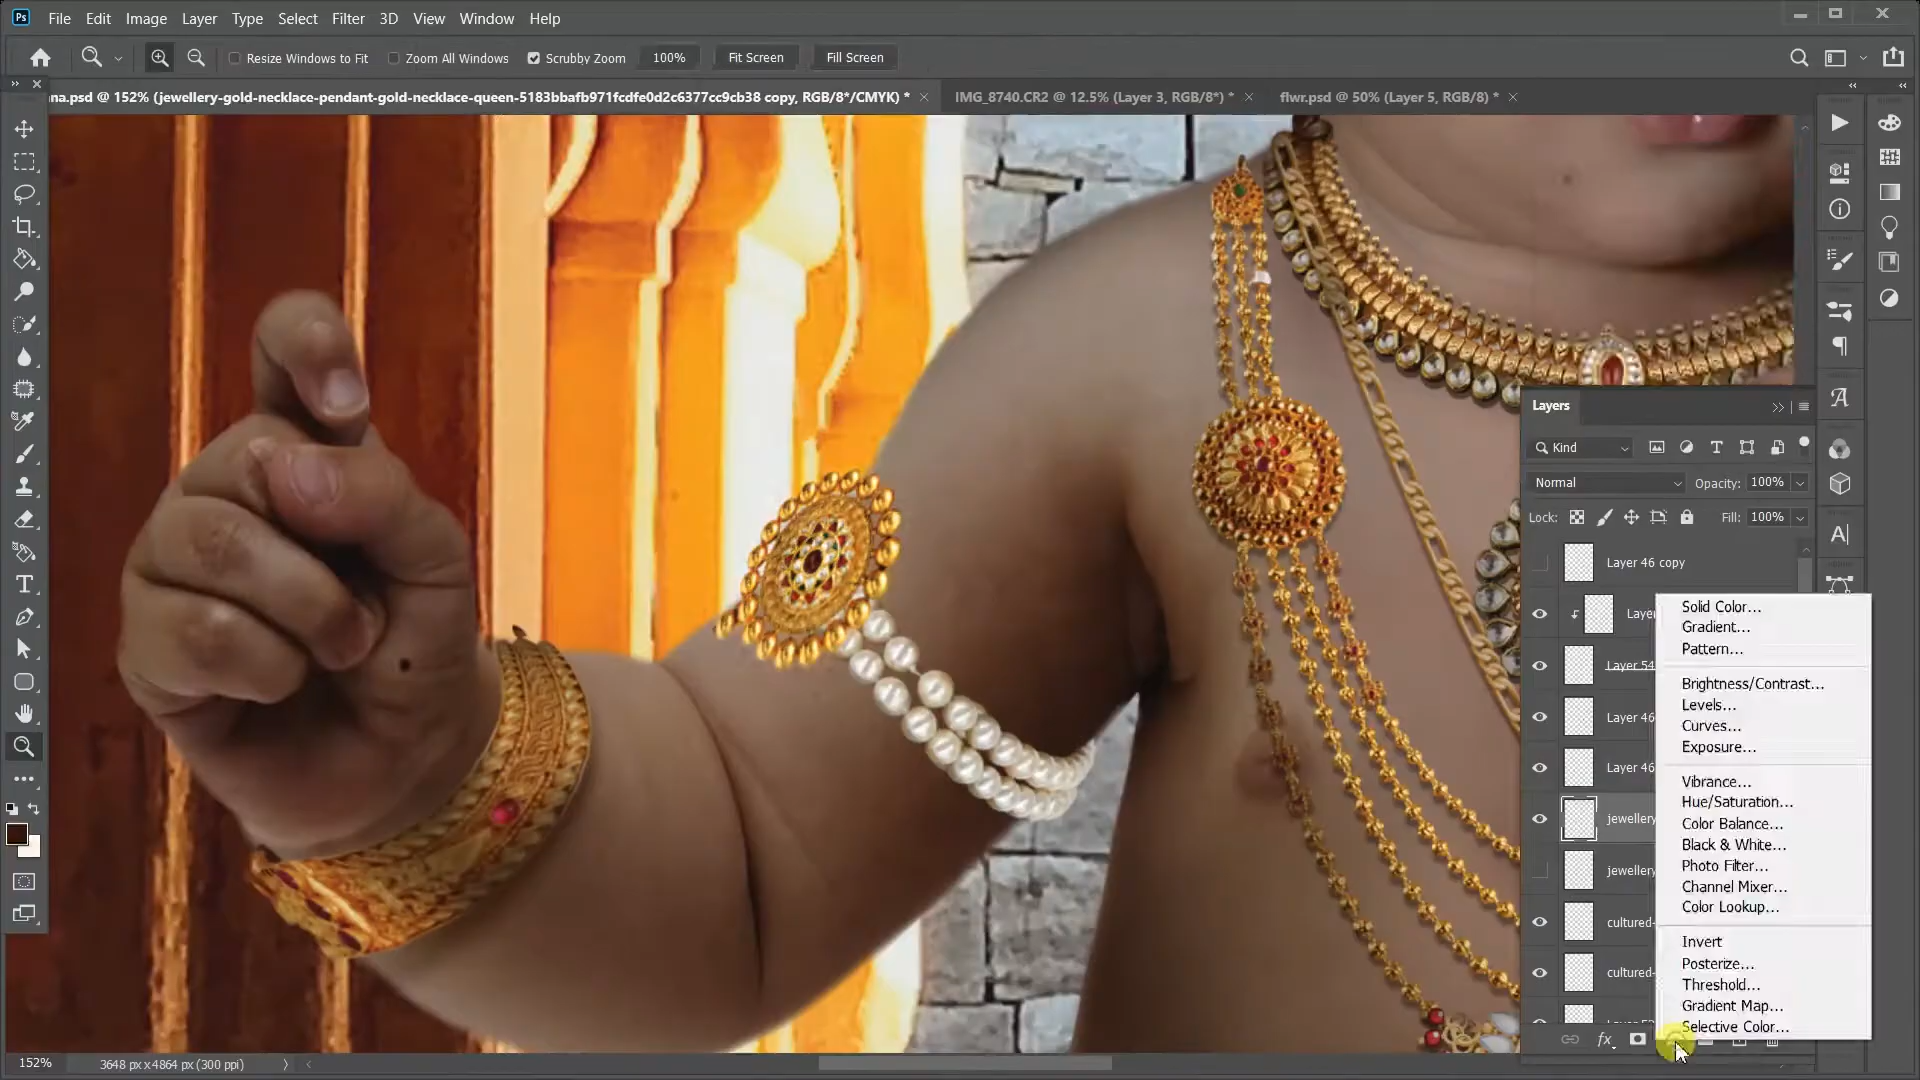 Ps File Edit Image Layer Type Select Filter 3D View Window Help
Resize Windows to Fit Zoom All Windows Scrubby Zoom 100% Fit Screen Fill Screen
na.psd @ 152% (jewellery-gold-necklace-pendant-gold-necklace-queen-5183bbafb971fcdfe0d2c6377cc9cb38 copy, RGB/8*/CMYK) * IMG_8740.CR2 @ 12.5% (Layer 3, RGB/8*) * flwr.psd @ 50% (Layer 5, RGB/8) *
Layers
Kind
Normal Opacity: 100%
Lock: Fill: 100%
Layer 46 copy
Laye
Layer 54
Layer 46
Layer 46
jewellery
jewellery
cultured-
cultured-
Solid Color...
Gradient...
Pattern...
Brightness/Contrast...
Levels...
Curves...
Exposure...
Vibrance...
Hue/Saturation...
Color Balance...
Black & White...
Photo Filter...
Channel Mixer...
Color Lookup...
Invert
Posterize...
Threshold...
Gradient Map...
Selective Color...
fx
152% 3648 px x 4864 px (300 ppi)